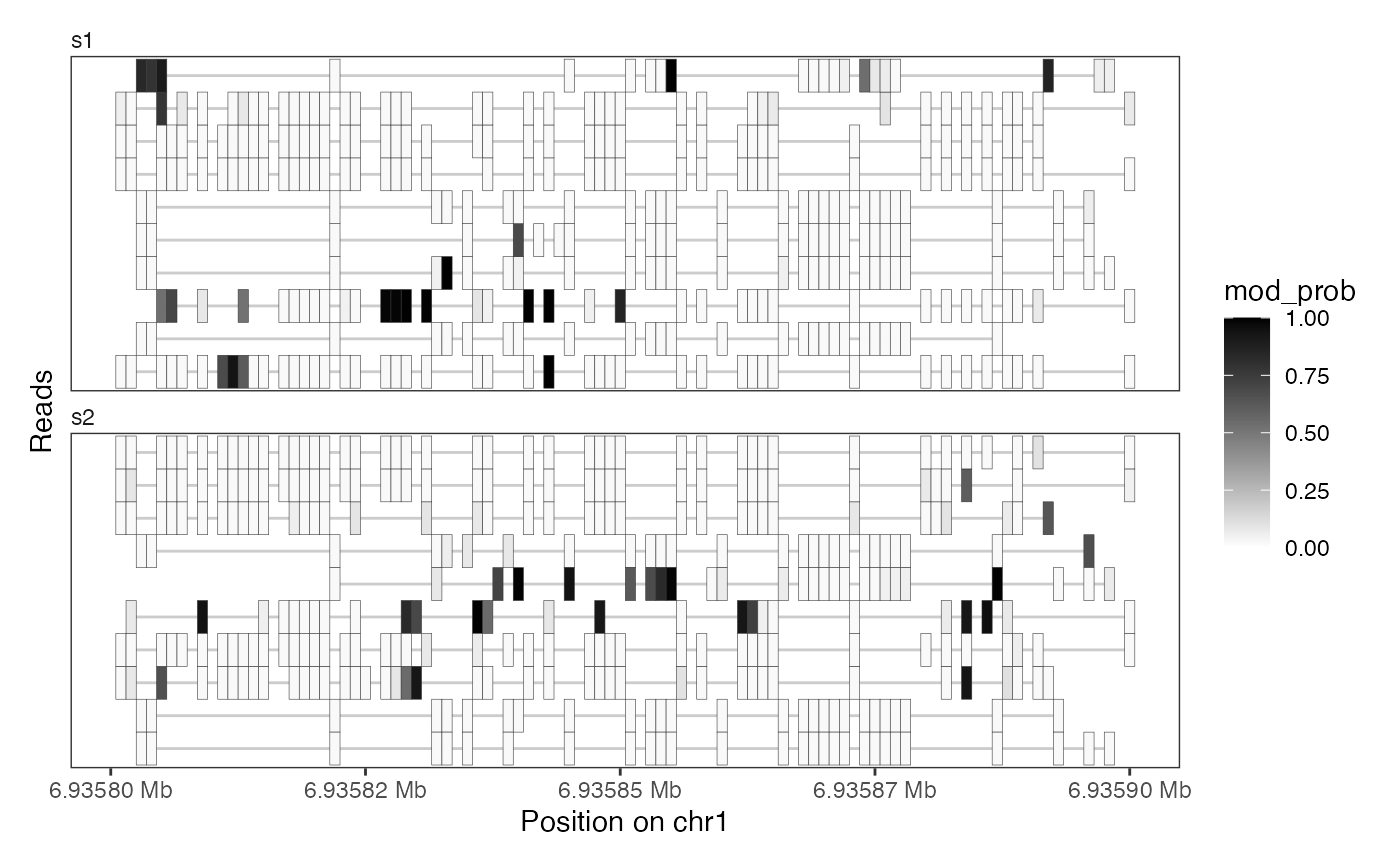 s1
s2
Reads
6.93580 Mb
6.93582 Mb
6.93585 Mb
6.93587 Mb
6.93590 Mb
Position on chr1
mod_prob
1.00
0.75
0.50
0.25
0.00